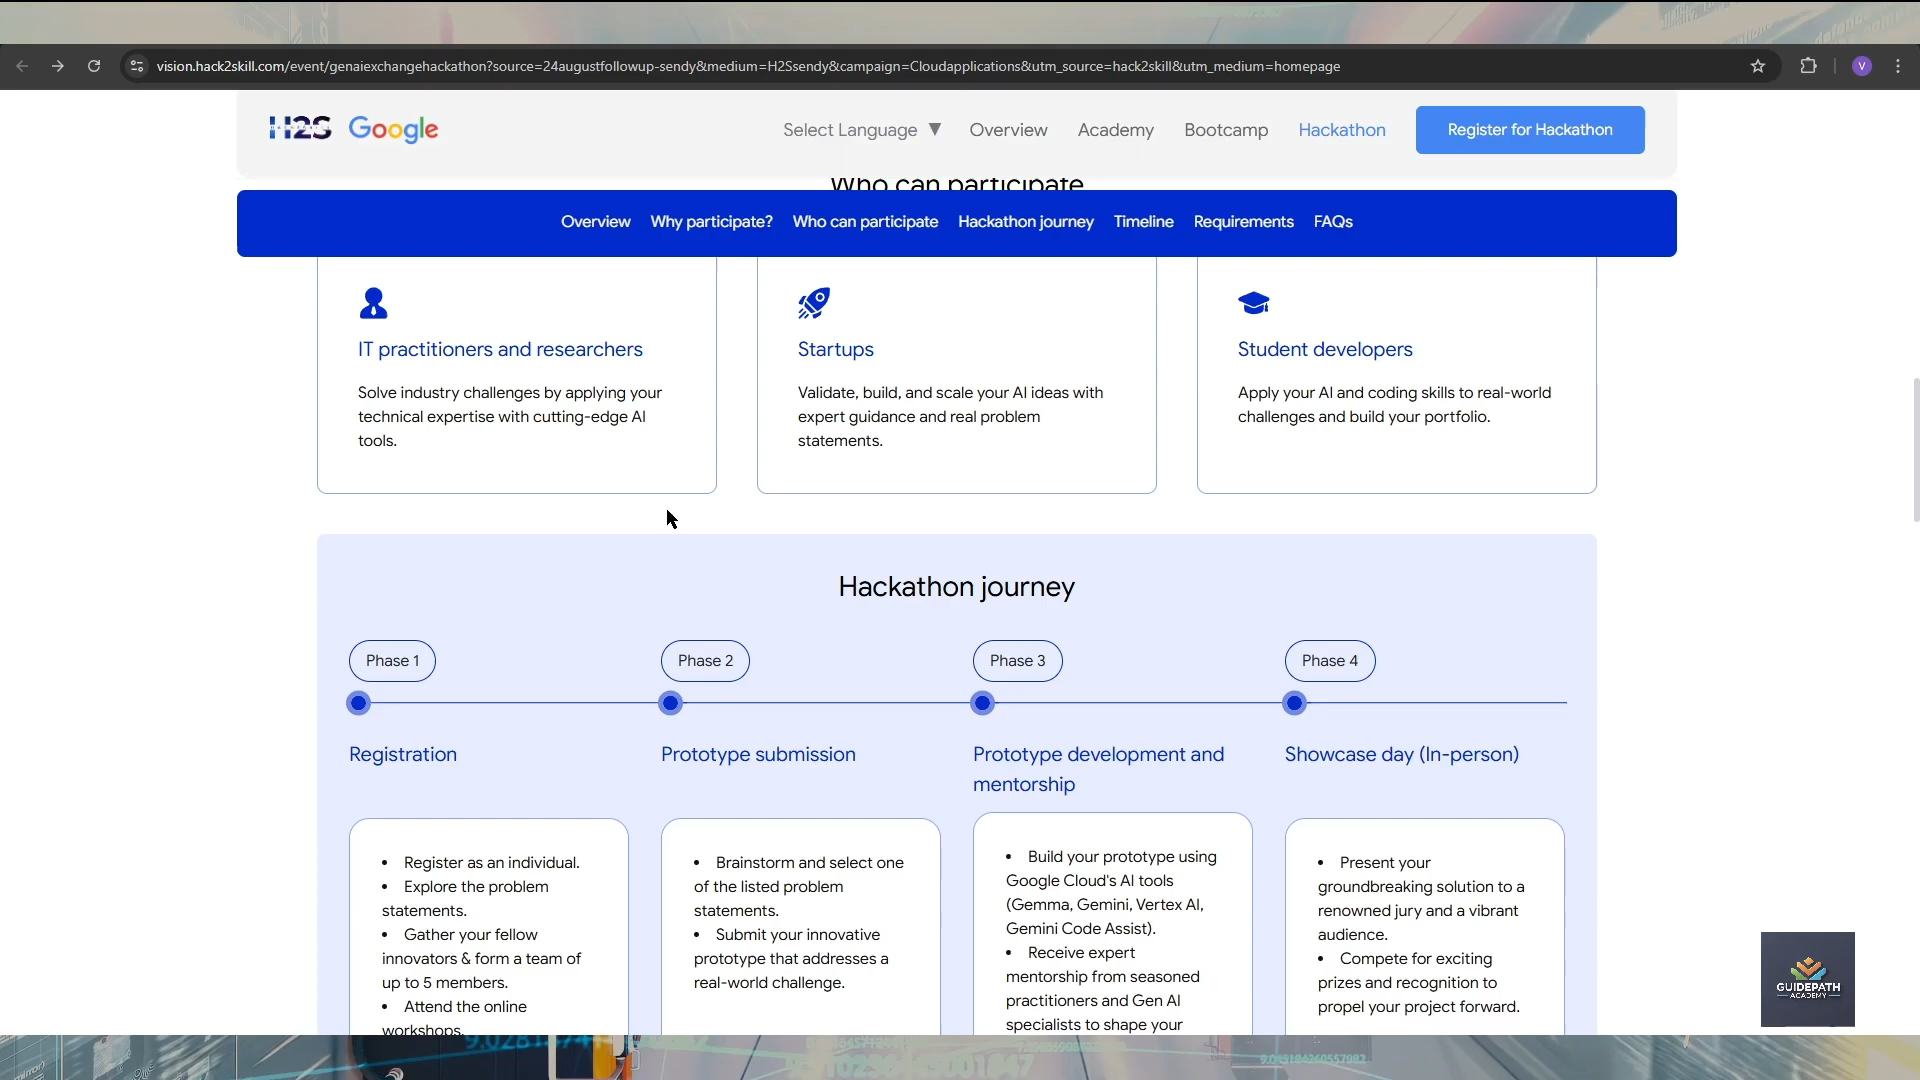 vision.hack2skill.com/event/genaiexchangehackathon?source=24augustfollowup-sendy&medium=H2Ssendy&campaign=Cloudapplications&utm_source=hack2skill&utm_medium=homepage
V
H2S Google
Select Language ▼ Overview Academy Bootcamp Hackathon Register for Hackathon
Who can participate
Overview Why participate? Who can participate Hackathon journey Timeline Requirements FAQs
IT practitioners and researchers
Solve industry challenges by applying your
technical expertise with cutting-edge AI
tools.
Startups
Validate, build, and scale your AI ideas with
expert guidance and real problem
statements.
Student developers
Apply your AI and coding skills to real-world
challenges and build your portfolio.
Hackathon journey
Phase 1
Registration
• Register as an individual.
• Explore the problem
statements.
• Gather your fellow
innovators & form a team of
up to 5 members.
• Attend the online
workshops.
Phase 2
Prototype submission
• Brainstorm and select one
of the listed problem
statements.
• Submit your innovative
prototype that addresses a
real-world challenge.
Phase 3
Prototype development and
mentorship
• Build your prototype using
Google Cloud's AI tools
(Gemma, Gemini, Vertex AI,
Gemini Code Assist).
• Receive expert
mentorship from seasoned
practitioners and Gen AI
specialists to shape your
Phase 4
Showcase day (In-person)
• Present your
groundbreaking solution to a
renowned jury and a vibrant
audience.
• Compete for exciting
prizes and recognition to
propel your project forward.
GUIDEPATH
ACADEMY